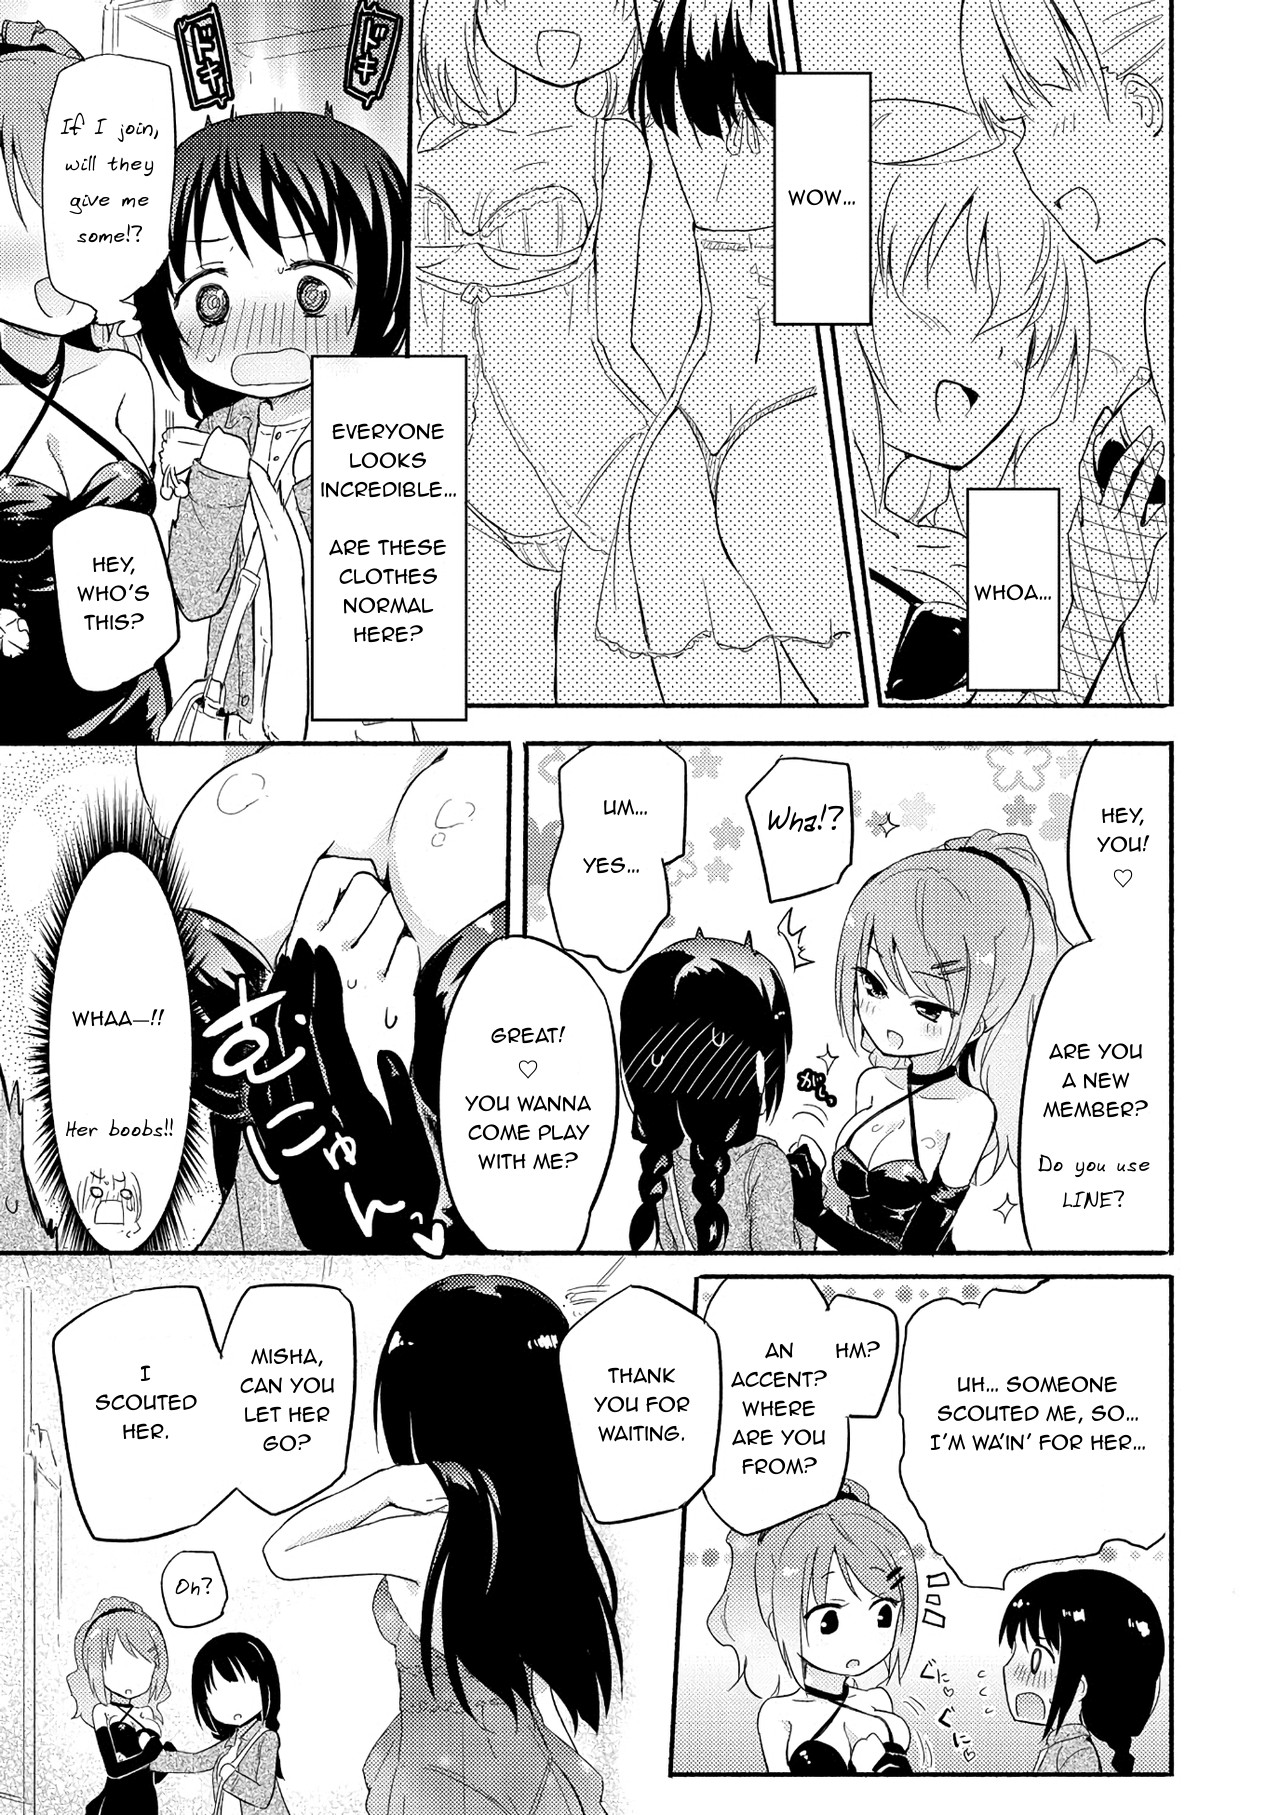 WHOA...
WOW...
EVERYONE
LOOKS
INCREDIBLE...
ARE THESE
CLOTHES
NORMAL
HERE?
ドキ
ドキ
If I join,
will they
give me
some!?
HEY,
WHO'S
THIS?
HEY,
YOU!
♡
ARE YOU
A NEW
MEMBER?
Do you use
LINE?
Wha!?
UM...
YES...
GREAT!
♡
YOU WANNA
COME PLAY
WITH ME?
むにゅん♡
WHAA—!!
Her boobs!!
UH... SOMEONE
SCOUTED ME, SO...
I'M WA'IN' FOR HER...
HM?
AN
ACCENT?
WHERE
ARE YOU
FROM?
ぐに♡
ぐに♡
THANK
YOU FOR
WAITING.
MISHA,
CAN YOU
LET HER
GO?
I
SCOUTED
HER.
Oh?